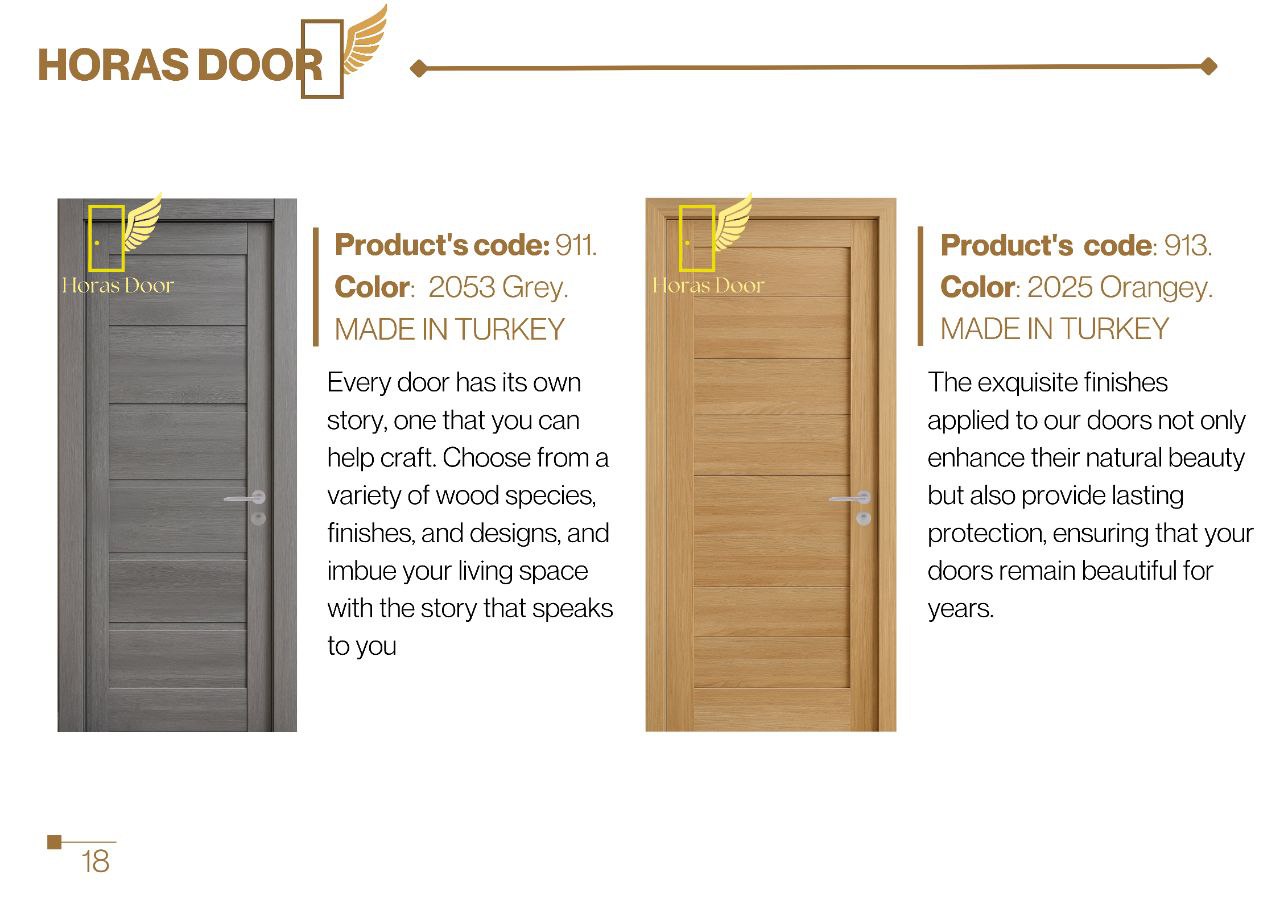 HORAS DOOR
Horas Door
Product's code: 911.
Color:  2053 Grey.
MADE IN TURKEY
Every door has its own
story, one that you can
help craft. Choose from a
variety of wood species,
finishes, and designs, and
imbue your living space
with the story that speaks
to you
Horas Door
Product's  code: 913.
Color: 2025 Orangey.
MADE IN TURKEY
The exquisite finishes
applied to our doors not only
enhance their natural beauty
but also provide lasting
protection, ensuring that your
doors remain beautiful for
years.
18